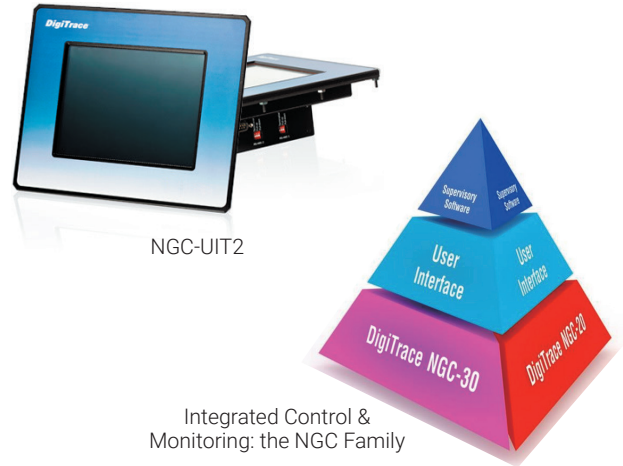 DigiTrace
NGC-UIT2
Supervisory
Software
Supervisory
Software
User
Interface
User
Interface
DigiTrace NGC-30
DigiTrace NGC-20
Integrated Control &
Monitoring: the NGC Family